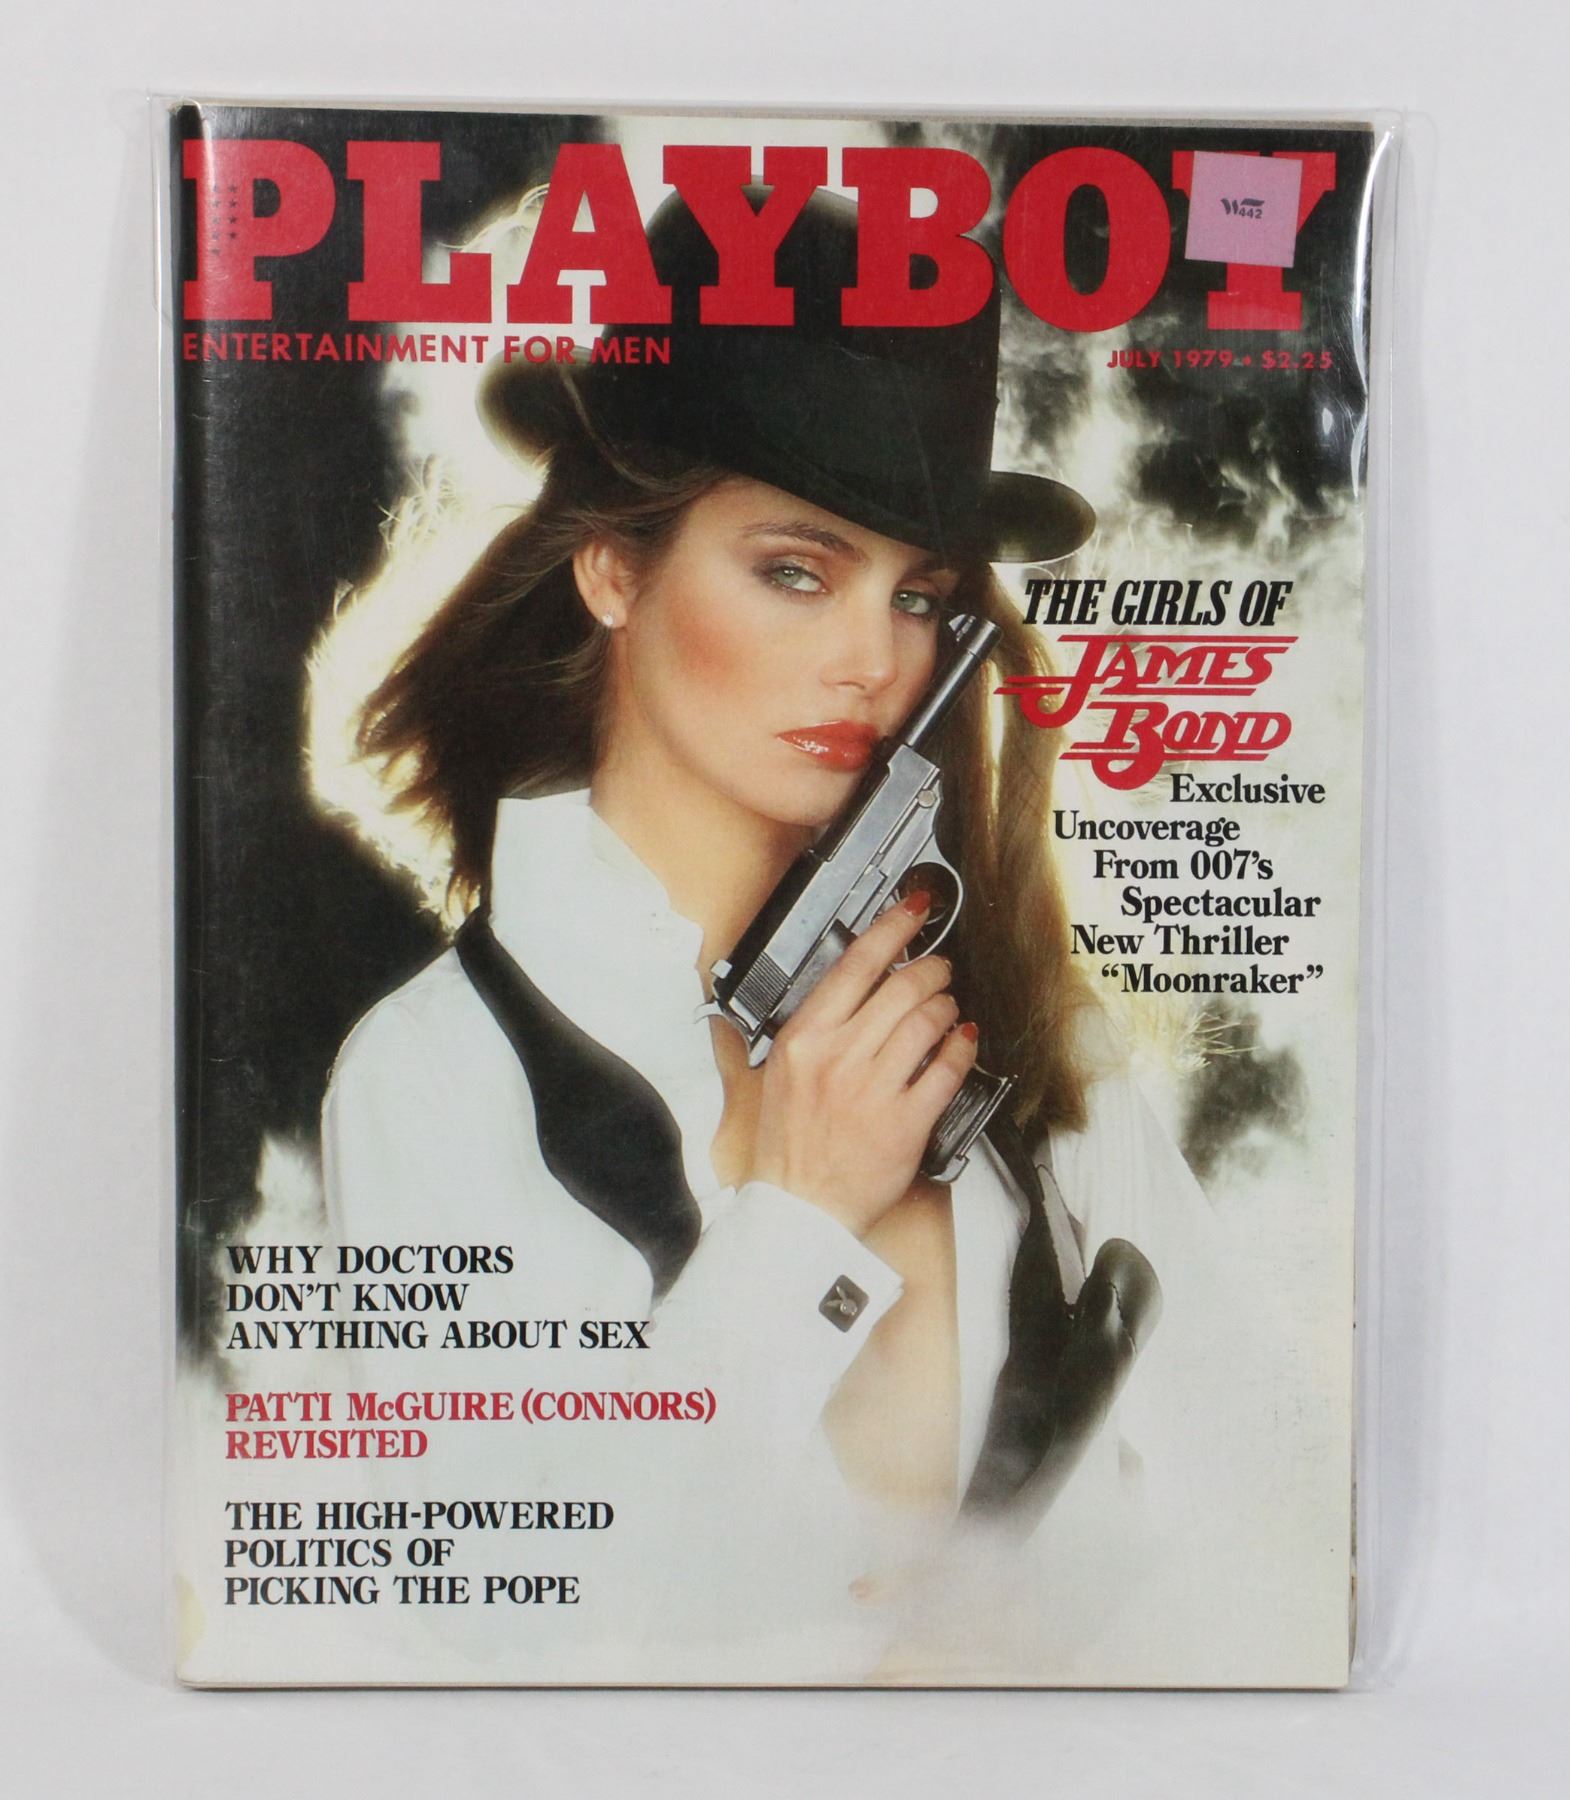 PLAYBOY
W442
ENTERTAINMENT FOR MEN
JULY 1979 • $2.25
THE GIRLS OF
JAMES
BOND
Exclusive
Uncoverage
From 007's
Spectacular
New Thriller
“Moonraker”
WHY DOCTORS
DON'T KNOW
ANYTHING ABOUT SEX
PATTI McGUIRE (CONNORS)
REVISITED
THE HIGH-POWERED
POLITICS OF
PICKING THE POPE